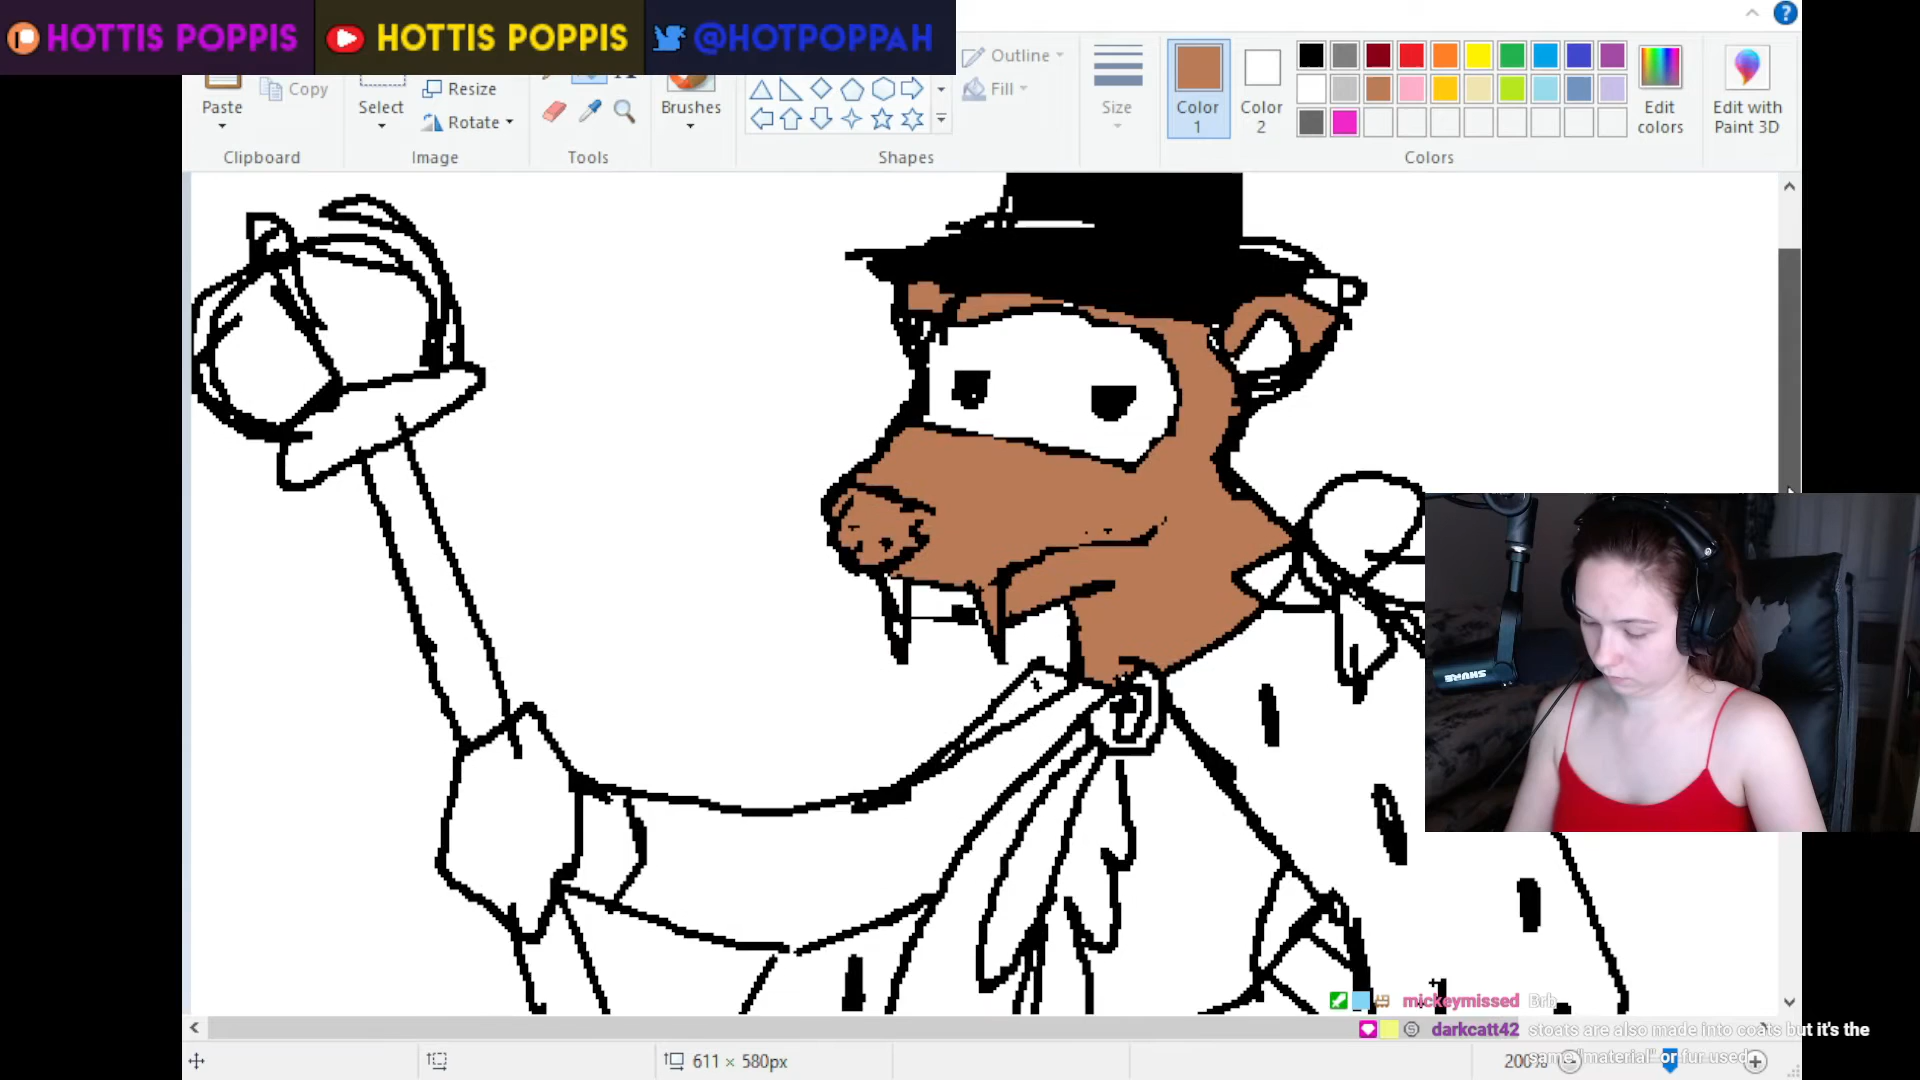 HOTTIS POPPIS HOTTIS POPPIS @HOTPOPPAH
Outline
Copy Resize Fill
Paste Select Rotate Brushes Size Color 1 Color 2 Edit colors Edit with Paint 3D
Clipboard Image Tools Shapes Colors
SHURE
mickeymissed Brb
darkcatt42 stoats are also made into coats but it's the
same "material" or fur used
611 × 580px 200%